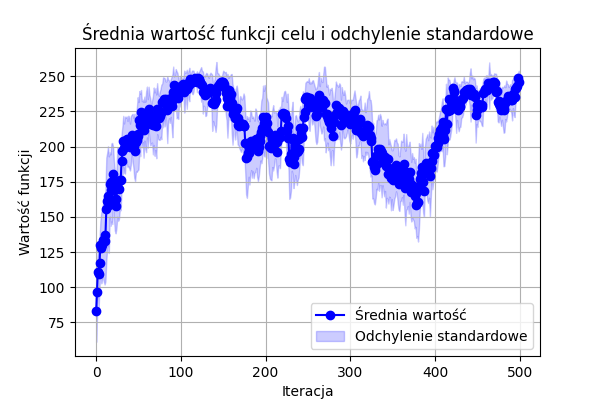 Średnia wartość funkcji celu i odchylenie standardowe
Wartość funkcji
250
225
200
175
150
125
100
75
0
100
200
300
400
500
Iteracja
Średnia wartość
Odchylenie standardowe